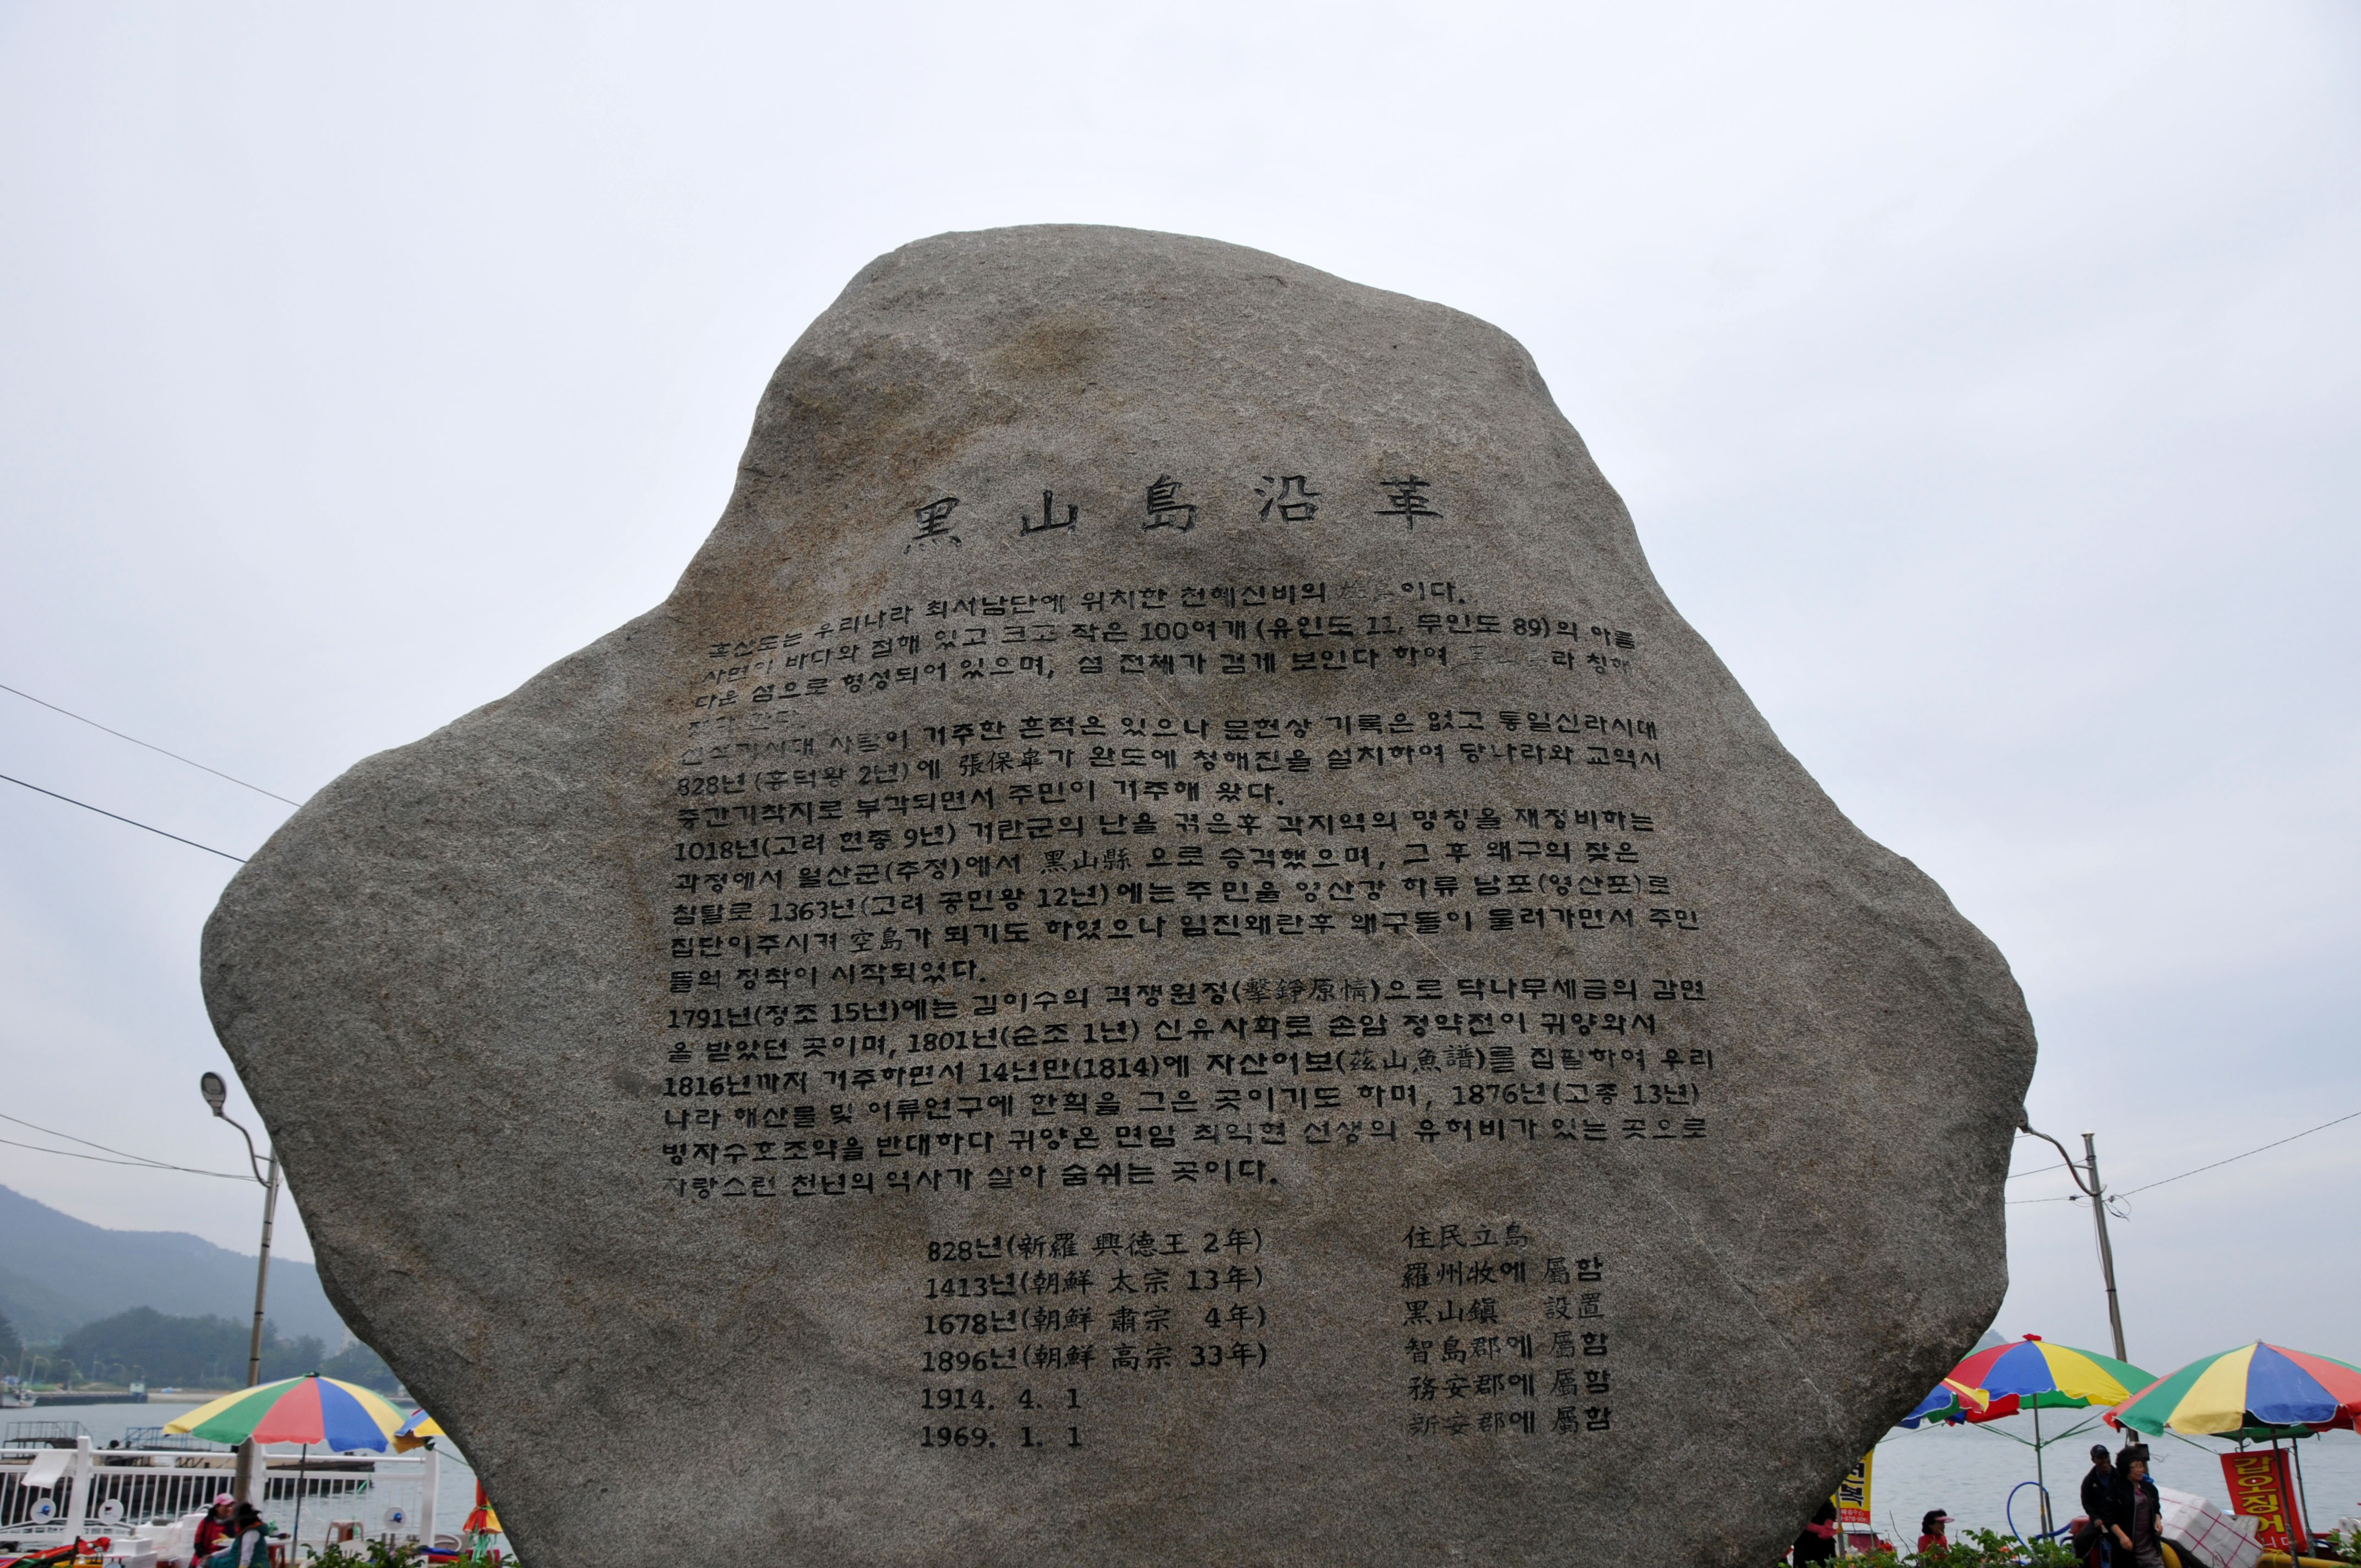 黑山島沿革
흑산도는 우리나라 최서남단에 위치한 천혜신비의 이다.
사면이 바다와 접해 있고 크고 작은 100여개(유인도 11, 무인도 89)의 아름
다운 섬으로 형성되어 있으며, 섬 전체가 검게 보인다 하여 라 칭해
신석기시대 사람이 거주한 흔적은 있으나 문헌상 기록은 없고 통일신라시대
828년(흥덕왕 2년)에 張保皐가 완도에 청해진을 설치하여 당나라와 교역시
중간기착지로 부각되면서 주민이 거주해 왔다.
1018년(고려 현종 9년) 거란군의 난을 겪은후 각지역의 명칭을 재정비하는
과정에서 월산군(추정)에서 黑山縣 으로 승격했으며, 그 후 왜구의 잦은
침탈로 1363년(고려 공민왕 12년)에는 주민을 영산강 하류 남포(영산포)로
집단이주시켜 空島가 되기도 하였으나 임진왜란후 왜구들이 물러가면서 주민
들의 정착이 시작되었다.
1791년(정조 15년)에는 김이수의 격쟁원정(擊錚原情)으로 닥나무세금의 감면
을 받았던 곳이며, 1801년(순조 1년) 신유사화로 손암 정약전이 귀양와서
1816년까지 거주하면서 14년만(1814)에 자산어보(玆山魚譜)를 집필하여 우리
나라 해산물 및 어류연구에 한획을 그은 곳이기도 하며, 1876년(고종 13년)
병자수호조약을 반대하다 귀양온 면암 최익현 선생의 유허비가 있는 곳으로
자랑스런 천년의 역사가 살아 숨쉬는 곳이다.
828년(新羅 興德王 2年) 住民立島
1413년(朝鮮 太宗 13年) 羅州牧에 屬함
1678년(朝鮮 肅宗 4年) 黑山鎭 設置
1896년(朝鮮 高宗 33年) 智島郡에 屬함
1914. 4. 1 務安郡에 屬함
1969. 1. 1 新安郡에 屬함
전복
갑오징어